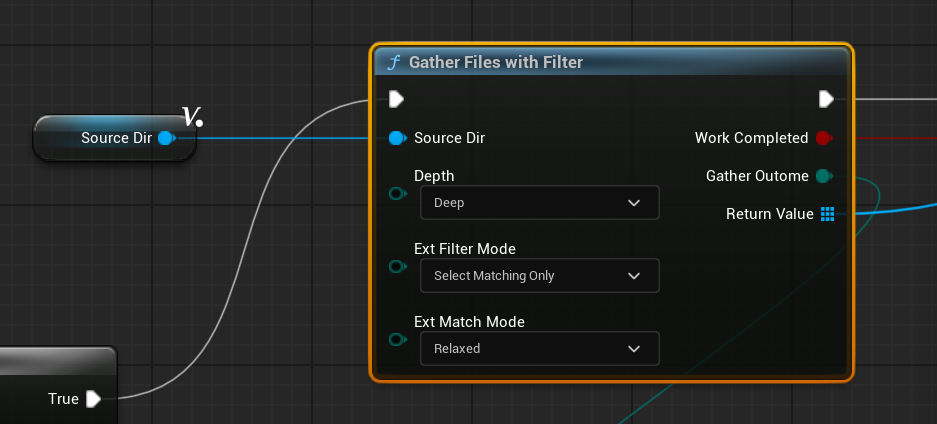 Gather Files with Filter
V.
Source Dir
Source Dir
Work Completed
Depth
Gather Outome
Deep
Return Value
Ext Filter Mode
Select Matching Only
Ext Match Mode
Relaxed
True